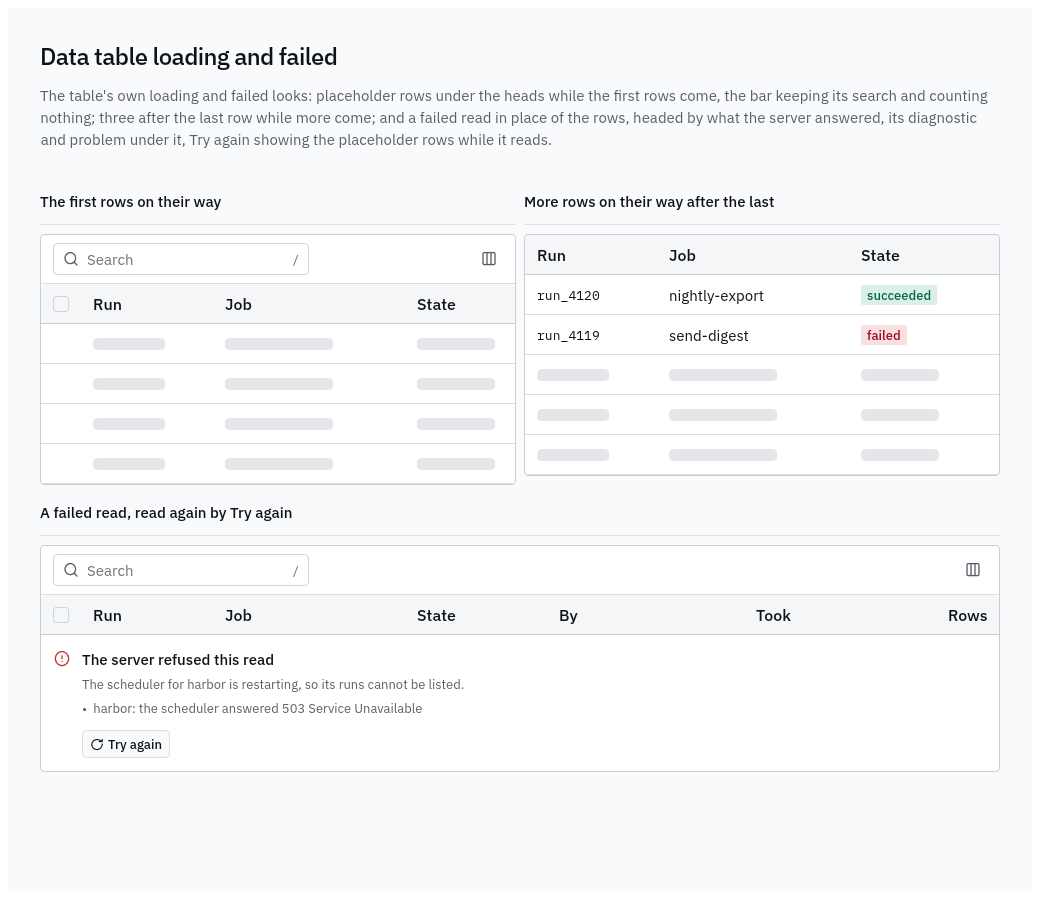 Data table loading and failed
The table's own loading and failed looks: placeholder rows under the heads while the first rows come, the bar keeping its search and counting
nothing; three after the last row while more come; and a failed read in place of the rows, headed by what the server answered, its diagnostic
and problem under it, Try again showing the placeholder rows while it reads.
The first rows on their way
Search /
Run Job State
More rows on their way after the last
Run Job State
run_4120 nightly-export succeeded
run_4119 send-digest failed
A failed read, read again by Try again
Search /
Run Job State By Took Rows
The server refused this read
The scheduler for harbor is restarting, so its runs cannot be listed.
• harbor: the scheduler answered 503 Service Unavailable
Try again